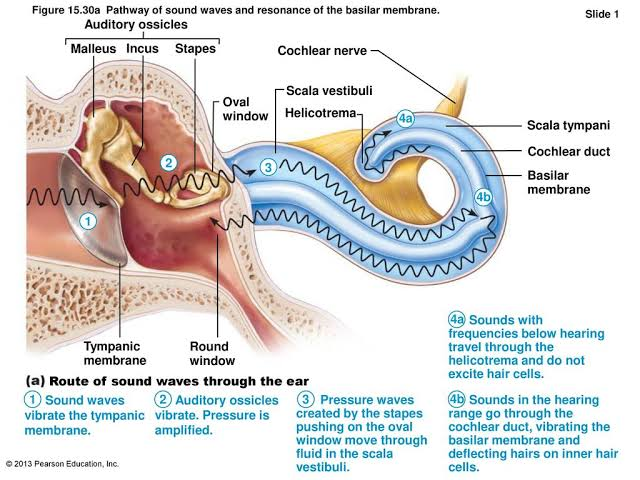 Figure 15.30a Pathway of sound waves and resonance of the basilar membrane.
Slide 1
Auditory ossicles
Malleus Incus Stapes
Cochlear nerve
Scala vestibuli
Oval
window
Helicotrema
4a
Scala tympani
Cochlear duct
Basilar
membrane
2
3
4b
1
Tympanic
membrane
Round
window
(a) Route of sound waves through the ear
1 Sound waves
vibrate the tympanic
membrane.
2 Auditory ossicles
vibrate. Pressure is
amplified.
3 Pressure waves
created by the stapes
pushing on the oval
window move through
fluid in the scala
vestibuli.
4a Sounds with
frequencies below hearing
travel through the
helicotrema and do not
excite hair cells.
4b Sounds in the hearing
range go through the
cochlear duct, vibrating the
basilar membrane and
deflecting hairs on inner hair
cells.
© 2013 Pearson Education, Inc.